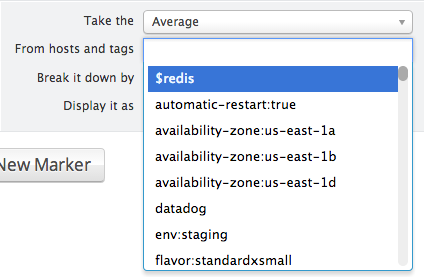 Take the
Average
From hosts and tags
Break it down by
Display it as
$redis
automatic-restart:true
availability-zone:us-east-1a
availability-zone:us-east-1b
availability-zone:us-east-1d
datadog
env:staging
flavor:standardxsmall
New Marker